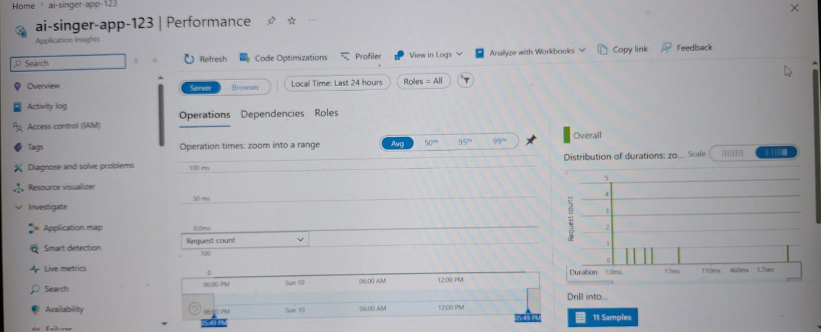 Home > ai-singer-app-123
ai-singer-app-123 | Performance
Application Insights
Search
Refresh Code Optimizations Profiler View in Logs Analyze with Workbooks Copy link Feedback
Overview
Activity log
Access control (IAM)
Tags
Diagnose and solve problems
Resource visualizer
Investigate
Application map
Smart detection
Live metrics
Search
Availability
Failures
Server Browser Local Time: Last 24 hours Roles = All
Operations Dependencies Roles
Operation times: zoom into a range Avg 50th 95th 99th
100 ms
50 ms
0.0ms
Request count
100
0
06:00 PM Sun 10 06:00 AM 12:00 PM
06:00 PM Sun 10 06:00 AM 12:00 PM
05:49 PM 05:49 PM
Overall
Distribution of durations: zo... Scale
Request count
5
4
3
2
1
0
Duration 1.0ms 110ms
Drill into...
11 Samples